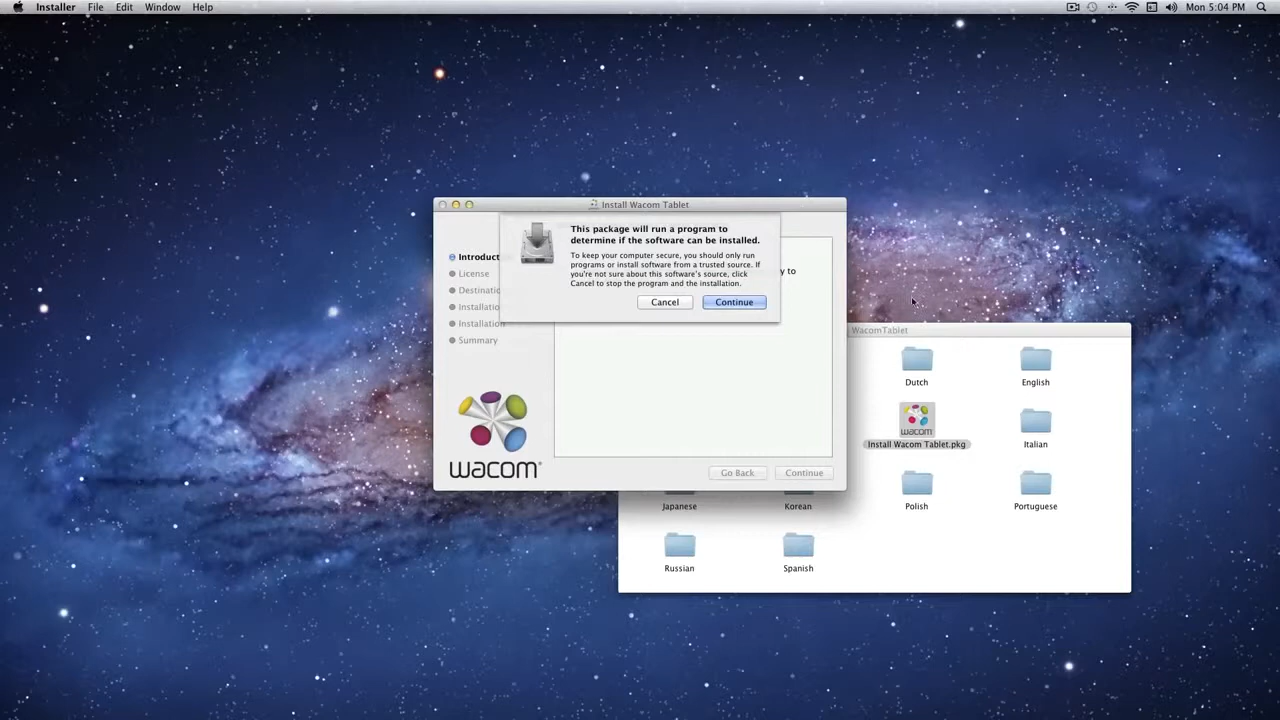 Installer File Edit Window Help
Mon 5:04 PM
Install Wacom Tablet
This package will run a program to
determine if the software can be installed.
To keep your computer secure, you should only run
programs or install software from a trusted source. If
you're not sure about this software's source, click
Cancel to stop the program and the installation.
Cancel Continue
Introduct
License
Destinatio
Installatio
Installation
Summary
y to
wacom
Go Back Continue
WacomTablet
Dutch English
wacom
Install Wacom Tablet.pkg Italian
Japanese Korean Polish Portuguese
Russian Spanish